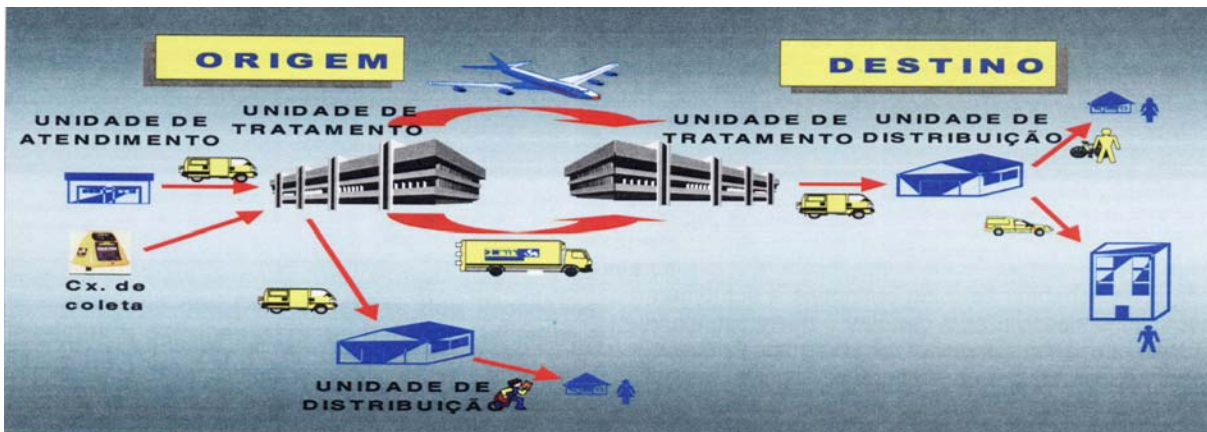 ORIGEM
DESTINO
UNIDADE DE
ATENDIMENTO
UNIDADE DE
TRATAMENTO
UNIDADE DE
TRATAMENTO
UNIDADE DE
DISTRIBUIÇÃO
Cx. de
coleta
UNIDADE DE
DISTRIBUIÇÃO